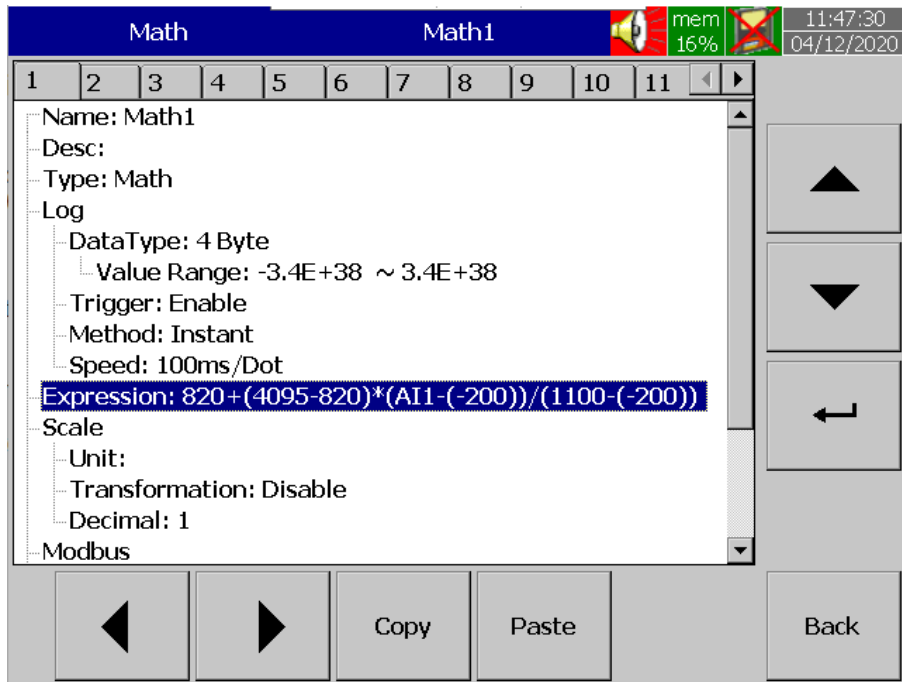 Math Math1 mem 11:47:30
16% 04/12/2020
1 2 3 4 5 6 7 8 9 10 11
Name: Math1
Desc:
Type: Math
Log
DataType: 4 Byte
Value Range: -3.4E+38 ~ 3.4E+38
Trigger: Enable
Method: Instant
Speed: 100ms/Dot
Expression: 820+(4095-820)*(AI1-(-200))/(1100-(-200))
Scale
Unit:
Transformation: Disable
Decimal: 1
Modbus
Copy Paste Back